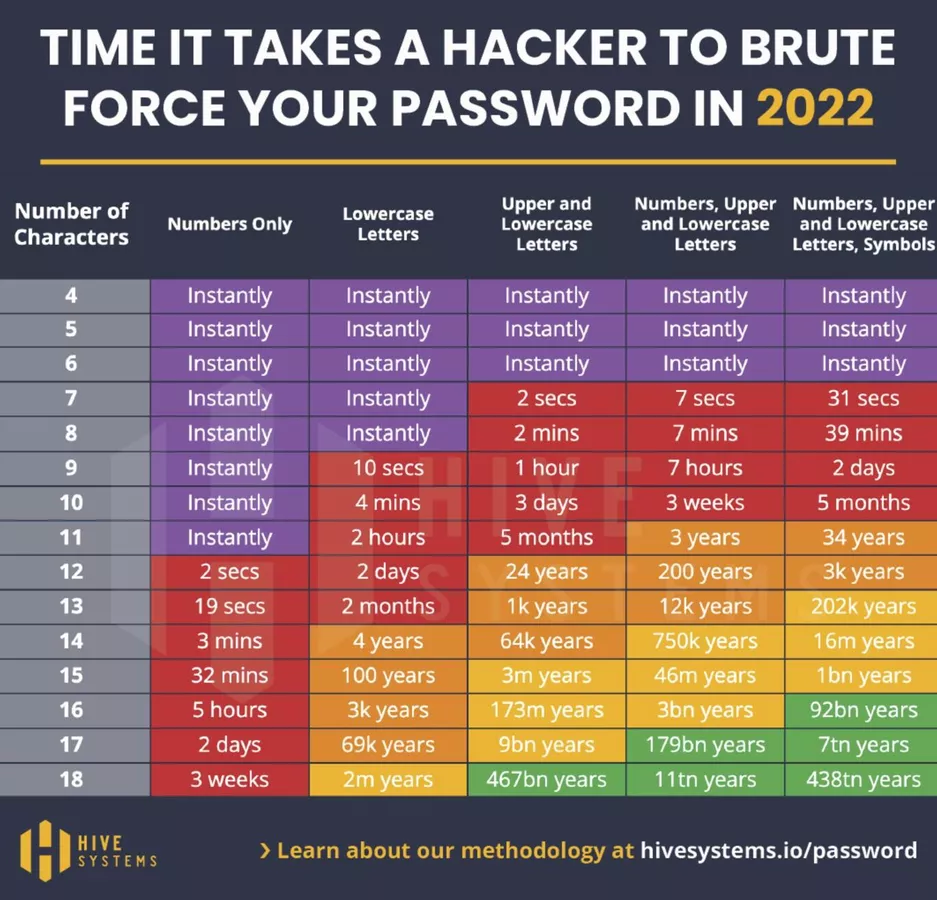 TIME IT TAKES A HACKER TO BRUTE
FORCE YOUR PASSWORD IN 2022
Number of Characters | Numbers Only | Lowercase Letters | Upper and Lowercase Letters | Numbers, Upper and Lowercase Letters | Numbers, Upper and Lowercase Letters, Symbols
4 Instantly Instantly Instantly Instantly Instantly
5 Instantly Instantly Instantly Instantly Instantly
6 Instantly Instantly Instantly Instantly Instantly
7 Instantly Instantly 2 secs 7 secs 31 secs
8 Instantly Instantly 2 mins 7 mins 39 mins
9 Instantly 10 secs 1 hour 7 hours 2 days
10 Instantly 4 mins 3 days 3 weeks 5 months
11 Instantly 2 hours 5 months 3 years 34 years
12 2 secs 2 days 24 years 200 years 3k years
13 19 secs 2 months 1k years 12k years 202k years
14 3 mins 4 years 64k years 750k years 16m years
15 32 mins 100 years 3m years 46m years 1bn years
16 5 hours 3k years 173m years 3bn years 92bn years
17 2 days 69k years 9bn years 179bn years 7tn years
18 3 weeks 2m years 467bn years 11tn years 438tn years
HIVE
SYSTEMS
HIVE
SYSTEMS
› Learn about our methodology at hivesystems.io/password